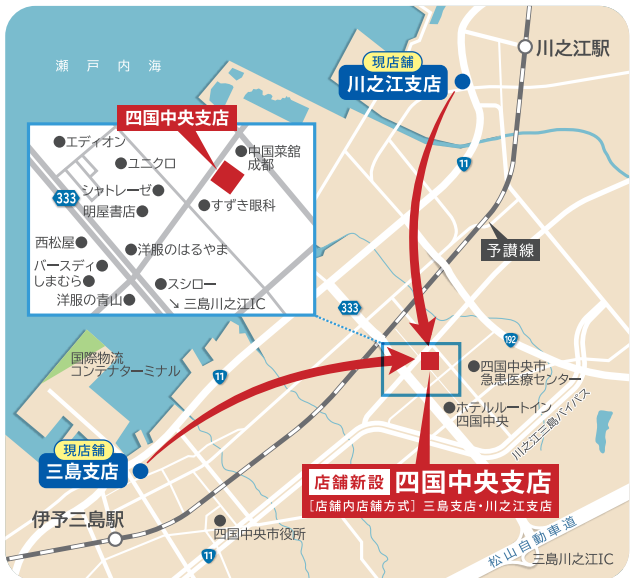 瀬戸内海
川之江駅
現店舗
川之江支店
四国中央支店
エディオン
中国菜舘
成都
ユニクロ
シャトレーゼ
333
明屋書店
すずき眼科
西松屋
洋服のはるやま
バースデイ
しまむら
スシロー
洋服の青山
↘ 三島川之江IC
11
予讃線
333
192
国際物流
コンテナターミナル
11
四国中央市
急患医療センター
ホテルルートイン
四国中央
川之江三島バイパス
現店舗
三島支店
店舗新設 四国中央支店
[店舗内店舗方式] 三島支店・川之江支店
伊予三島駅
四国中央市役所
11
松山自動車道
三島川之江IC